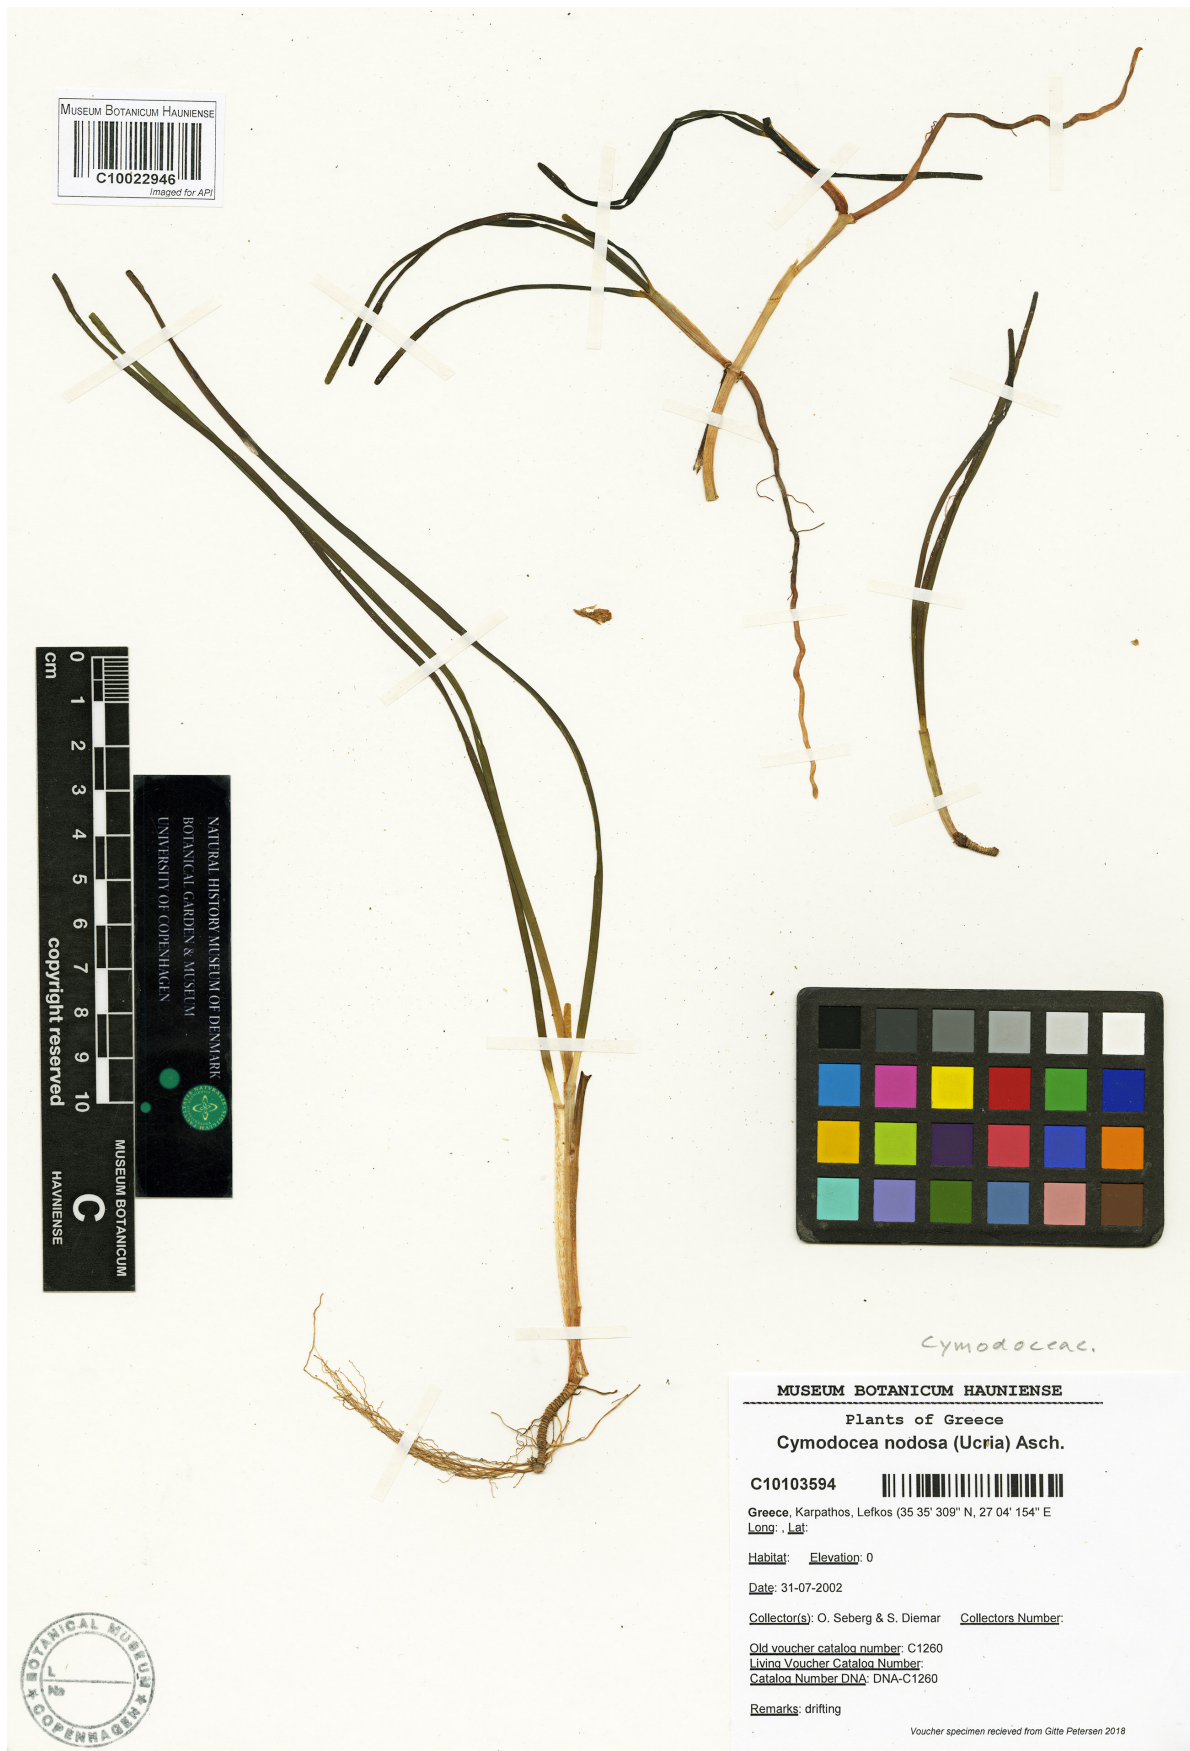 MUSEUM BOTANICUM HAUNIENSE
C10022946
Imaged for API
cm
0
1
2
3
4
5
6
7
8
9
10
copyright reserved
MUSEUM BOTANICUM
HAVNIENSE
C
NATURAL HISTORY MUSEUM OF DENMARK
BOTANICAL GARDEN & MUSEUM
UNIVERSITY OF COPENHAGEN
Cymodoceac.
MUSEUM BOTANICUM HAUNIENSE
Plants of Greece
Cymodocea nodosa (Ucria) Asch.
C10103594
Greece, Karpathos, Lefkos (35 35' 309'' N, 27 04' 154'' E
Long: , Lat:
Habitat: Elevation: 0
Date: 31-07-2002
Collector(s): O. Seberg & S. Diemar Collectors Number:
Old voucher catalog number: C1260
Living Voucher Catalog Number:
Catalog Number DNA: DNA-C1260
Remarks: drifting
Voucher specimen recieved from Gitte Petersen 2018
BOTANICAL MUSEUM
L
No
COPENHAGEN